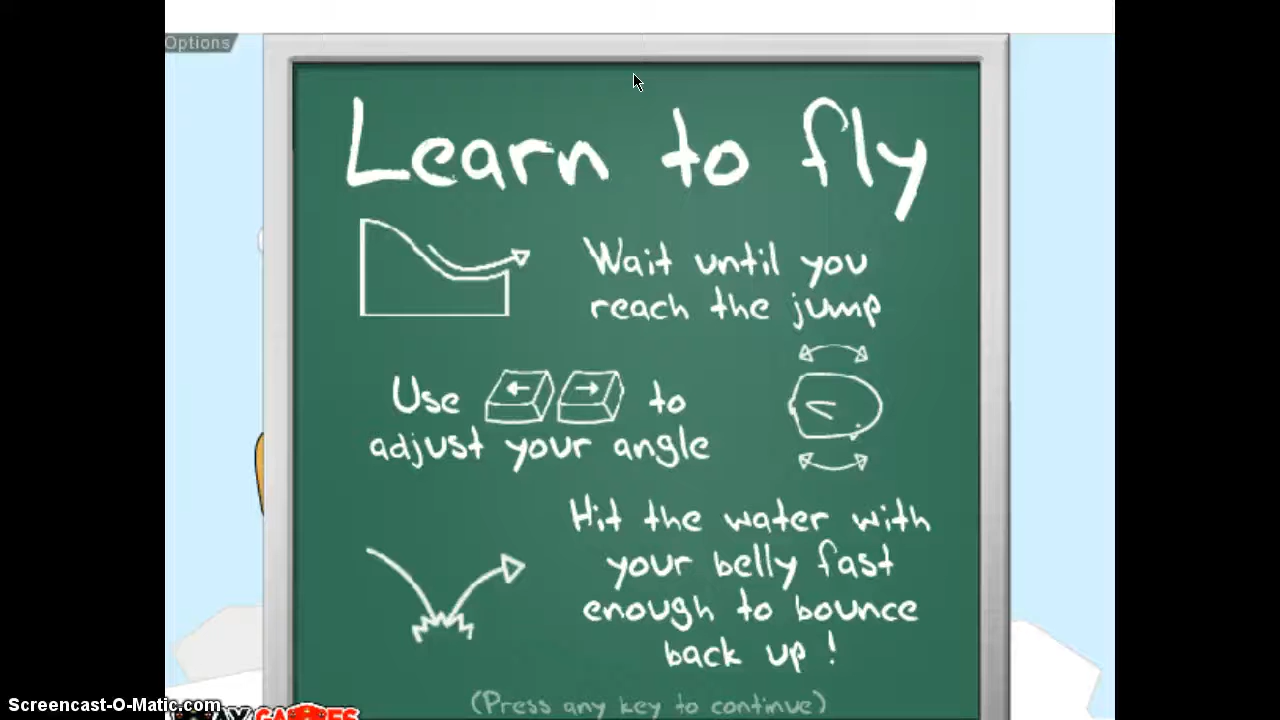 Options
Learn to fly
Wait until you
reach the jump
Use ← → to
adjust your angle
Hit the water with
your belly fast
enough to bounce
back up !
(Press any key to continue)
Screencast-O-Matic.com
GAMES